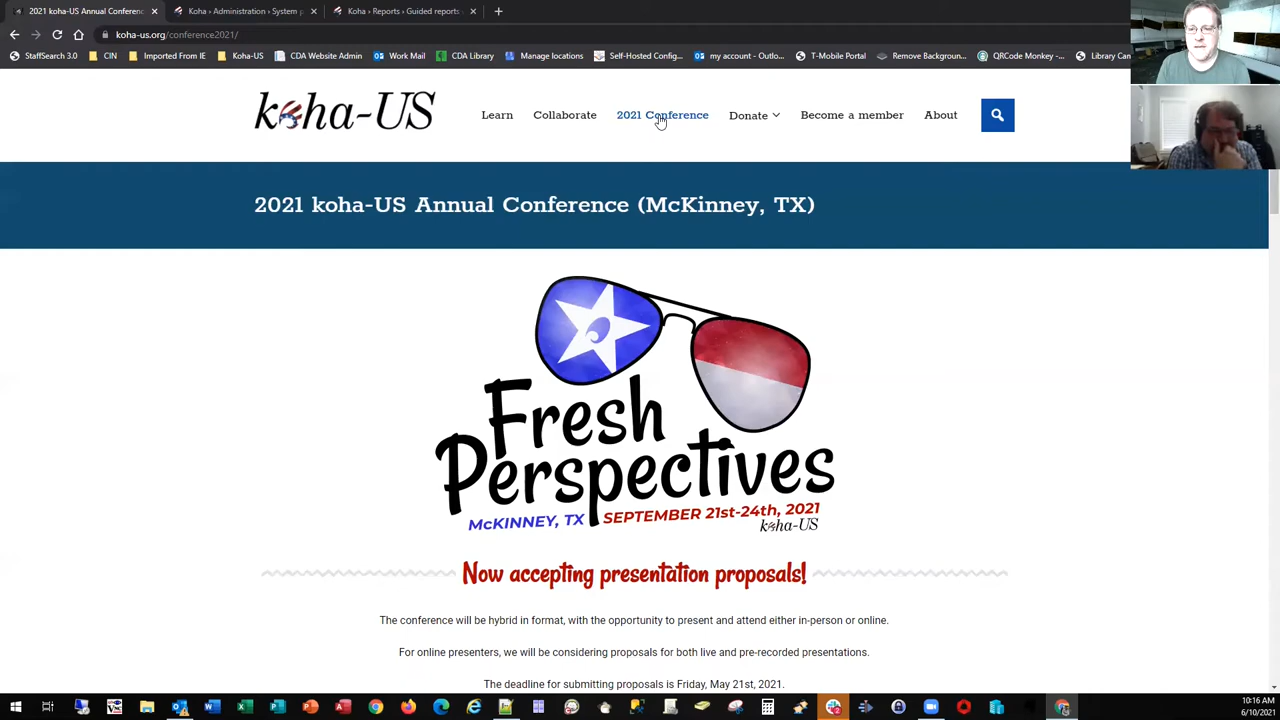 2021 koha-US Annual Conferenc
Koha › Administration › System p
Koha › Reports › Guided reports
koha-us.org/conference2021/
StaffSearch 3.0
CIN
Imported From IE
Koha-US
CDA Website Admin
Work Mail
CDA Library
Manage locations
Self-Hosted Config...
my account - Outlo...
T-Mobile Portal
Remove Backgroun...
QRCode Monkey -...
Library Can
koha-US
Learn
Collaborate
2021 Conference
Donate
Become a member
About
2021 koha-US Annual Conference (McKinney, TX)
Fresh
Perspectives
McKINNEY, TX SEPTEMBER 21st-24th, 2021
koha-US
Now accepting presentation proposals!
The conference will be hybrid in format, with the opportunity to present and attend either in-person or online.
For online presenters, we will be considering proposals for both live and pre-recorded presentations.
The deadline for submitting proposals is Friday, May 21st, 2021.
10:16 AM
6/10/2021